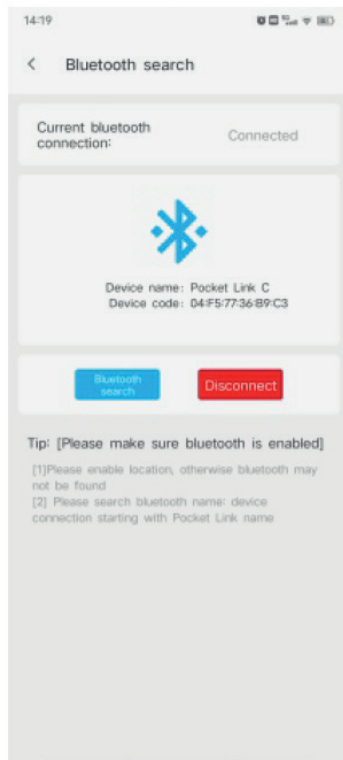 14:19
Bluetooth search
Current bluetooth
connection:
Connected
Device name: Pocket Link C
Device code: 04:F5:77:36:B9:C3
Bluetooth
search
Disconnect
Tip: [Please make sure bluetooth is enabled]
[1]Please enable location, otherwise bluetooth may
not be found
[2] Please search bluetooth name: device
connection starting with Pocket Link name